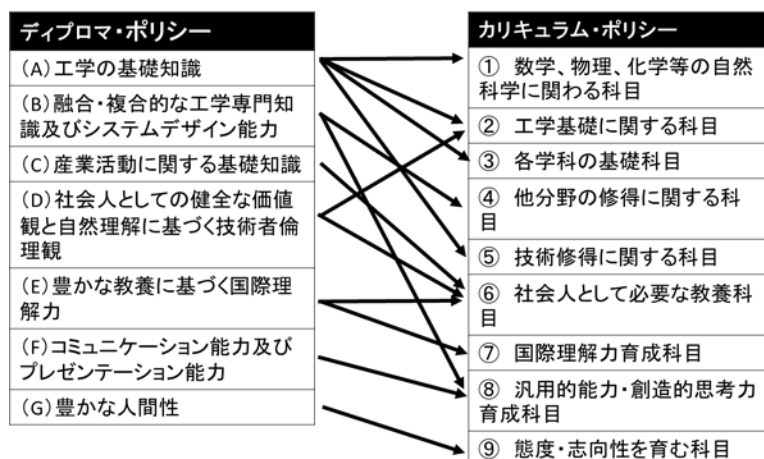 ディプロマ・ポリシー
(A)工学の基礎知識
(B)融合・複合的な工学専門知
識及びシステムデザイン能力
(C)産業活動に関する基礎知識
(D)社会人としての健全な価値
観と自然理解に基づく技術者倫
理観
(E)豊かな教養に基づく国際理
解力
(F)コミュニケーション能力及び
プレゼンテーション能力
(G)豊かな人間性
カリキュラム・ポリシー
① 数学、物理、化学等の自然
科学に関わる科目
② 工学基礎に関する科目
③ 各学科の基礎科目
④ 他分野の修得に関する科
目
⑤ 技術修得に関する科目
⑥ 社会人として必要な教養科
目
⑦ 国際理解力育成科目
⑧ 汎用的能力・創造的思考力
育成科目
⑨ 態度・志向性を育む科目